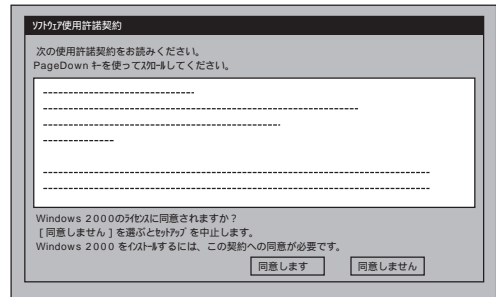 ソフトウェア使用許諾契約
次の使用許諾契約をお読みください。
PageDown キーを使ってスクロールしてください。
Windows 2000のライセンスに同意されますか？
[ 同意しません ] を選ぶとセットアップ を中止します。
Windows 2000 をインストールするには、この契約への同意が必要です。
同意します 同意しません